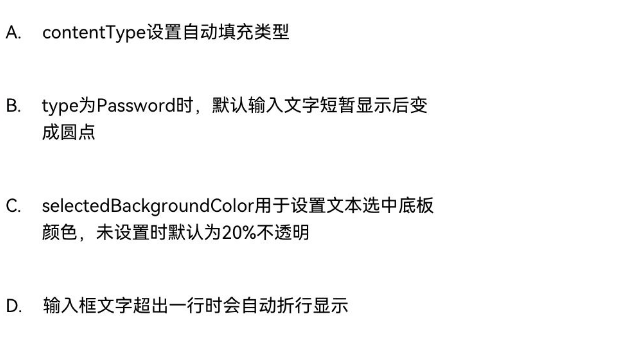 A. contentType设置自动填充类型
B. type为Password时，默认输入文字短暂显示后变
成圆点
C. selectedBackgroundColor用于设置文本选中底板
颜色，未设置时默认为20%不透明
D. 输入框文字超出一行时会自动折行显示